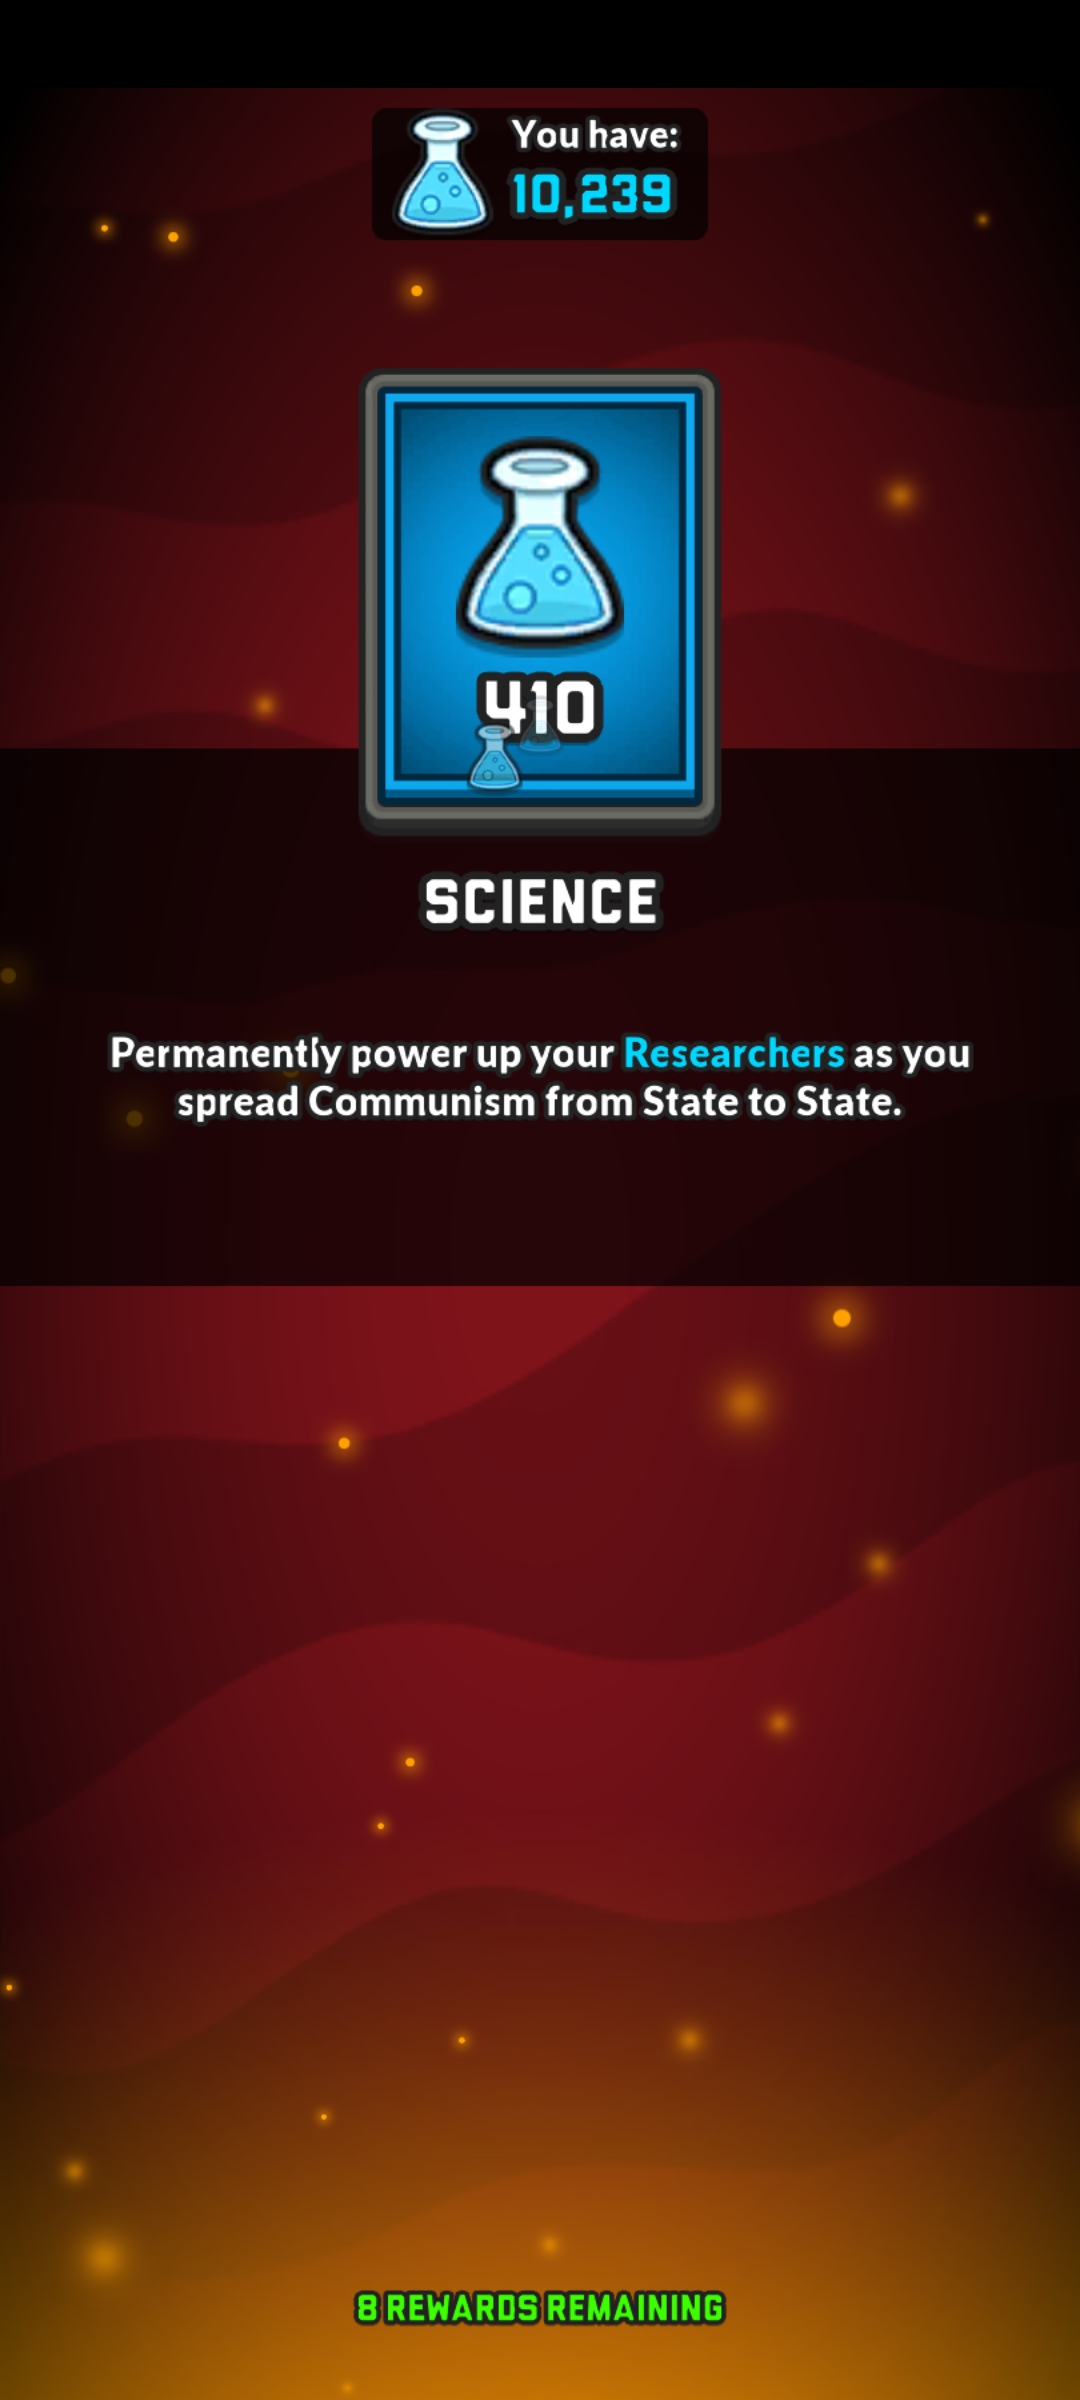 You have:
10,239
410
SCIENCE
Permanently power up your Researchers as you
spread Communism from State to State.
8 REWARDS REMAINING